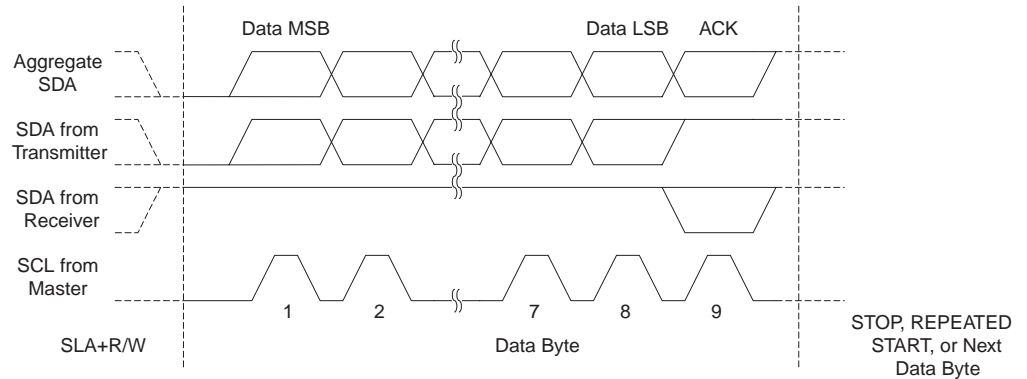 Data MSB
Data LSB
ACK
Aggregate
SDA
SDA from
Transmitter
SDA from
Receiver
SCL from
Master
1
2
7
8
9
SLA+R/W
Data Byte
STOP, REPEATED
START, or Next
Data Byte